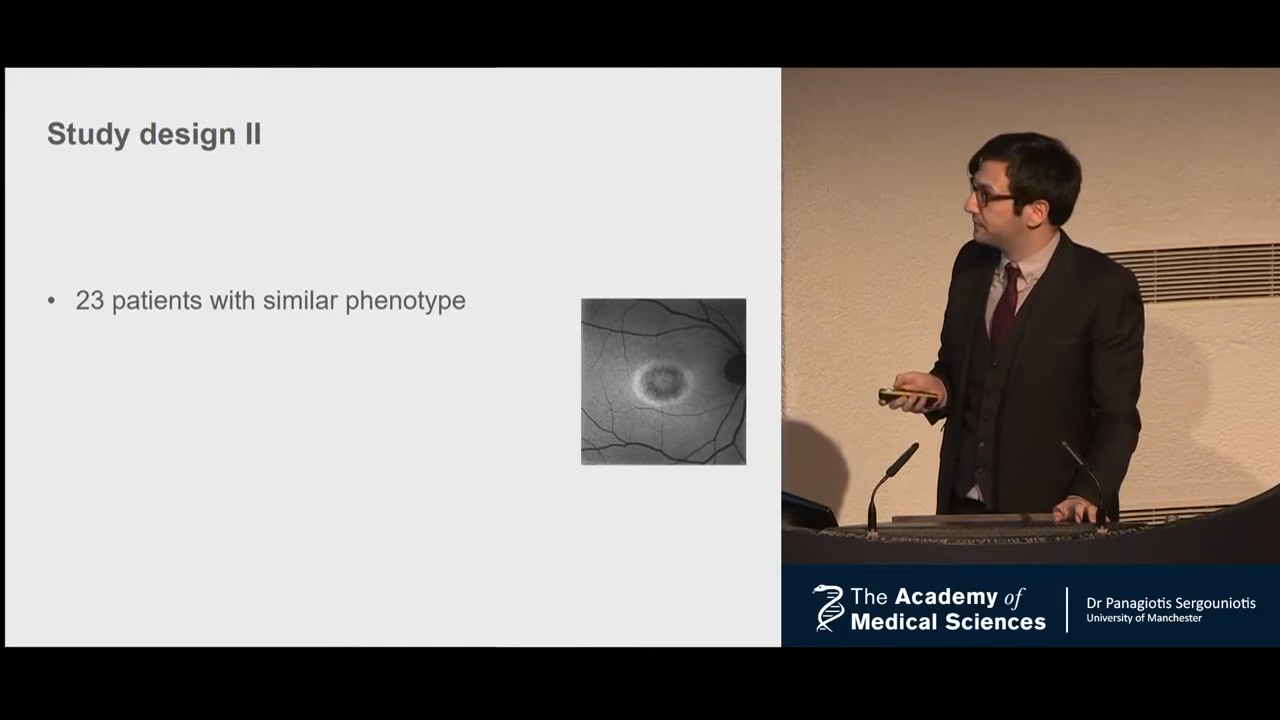 Study design II
• 23 patients with similar phenotype
The Academy of
Medical Sciences
Dr Panagiotis Sergouniotis
University of Manchester